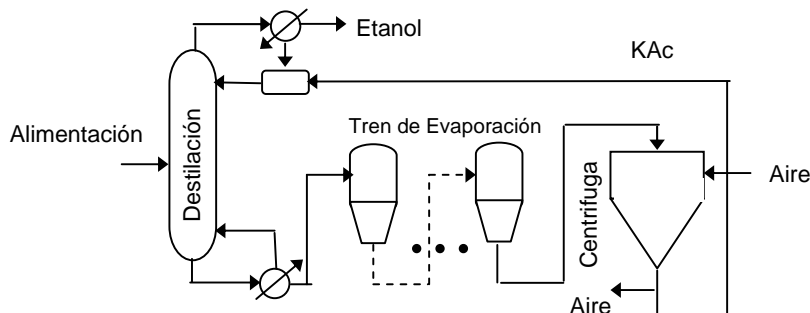 Etanol
KAc
Alimentación
Destilación
Tren de Evaporación
Centrifuga
Aire
Aire